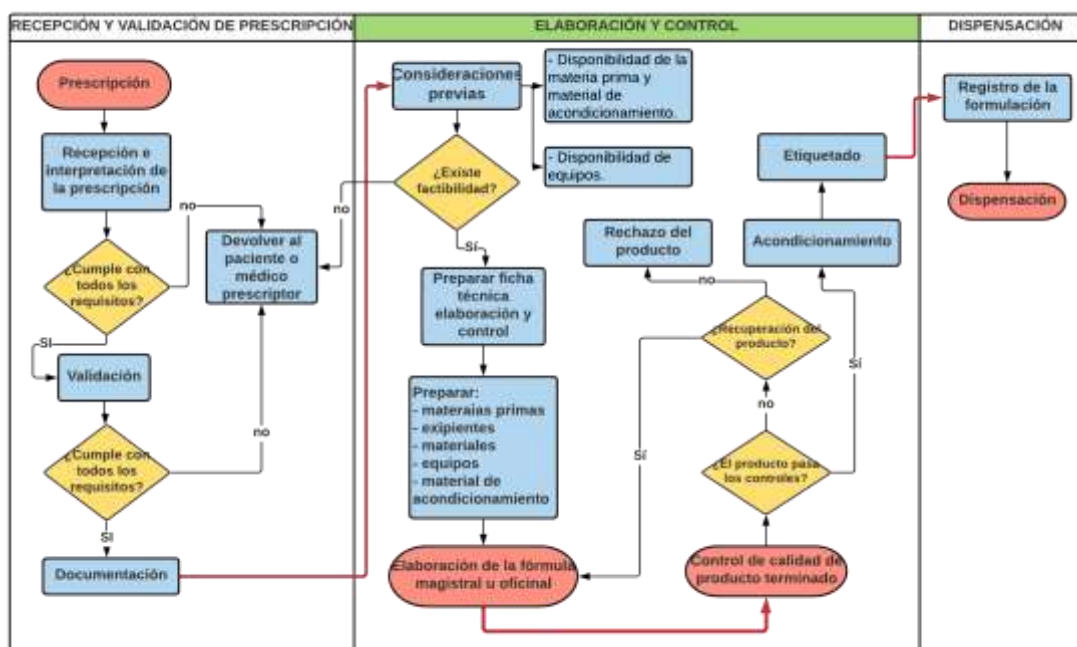 RECEPCIÓN Y VALIDACIÓN DE PRESCRIPCIÓN
ELABORACIÓN Y CONTROL
DISPENSACIÓN
Prescripción
Recepción e
interpretación de
la prescripción
no
¿Cumple con
todos los
requisitos?
Devolver al
paciente o
médico
prescriptor
SI
Validación
no
¿Cumple con
todos los
requisitos?
SI
Documentación
Consideraciones
previas
- Disponibilidad de la
materia prima y
material de
acondicionamiento.
- Disponibilidad de
equipos.
¿Existe
factibilidad?
no
Sí
Preparar ficha
técnica
elaboración y
control
Preparar:
- materaias primas
- exipientes
- materiales
- equipos
- material de
acondicionamiento
Elaboración de la fórmula
magistral u oficinal
Control de calidad de
producto terminado
¿El producto pasa
los controles?
no
Sí
¿Recuperación del
producto?
no
Sí
Rechazo del
producto
Acondicionamiento
Etiquetado
Registro de la
formulación
Dispensación